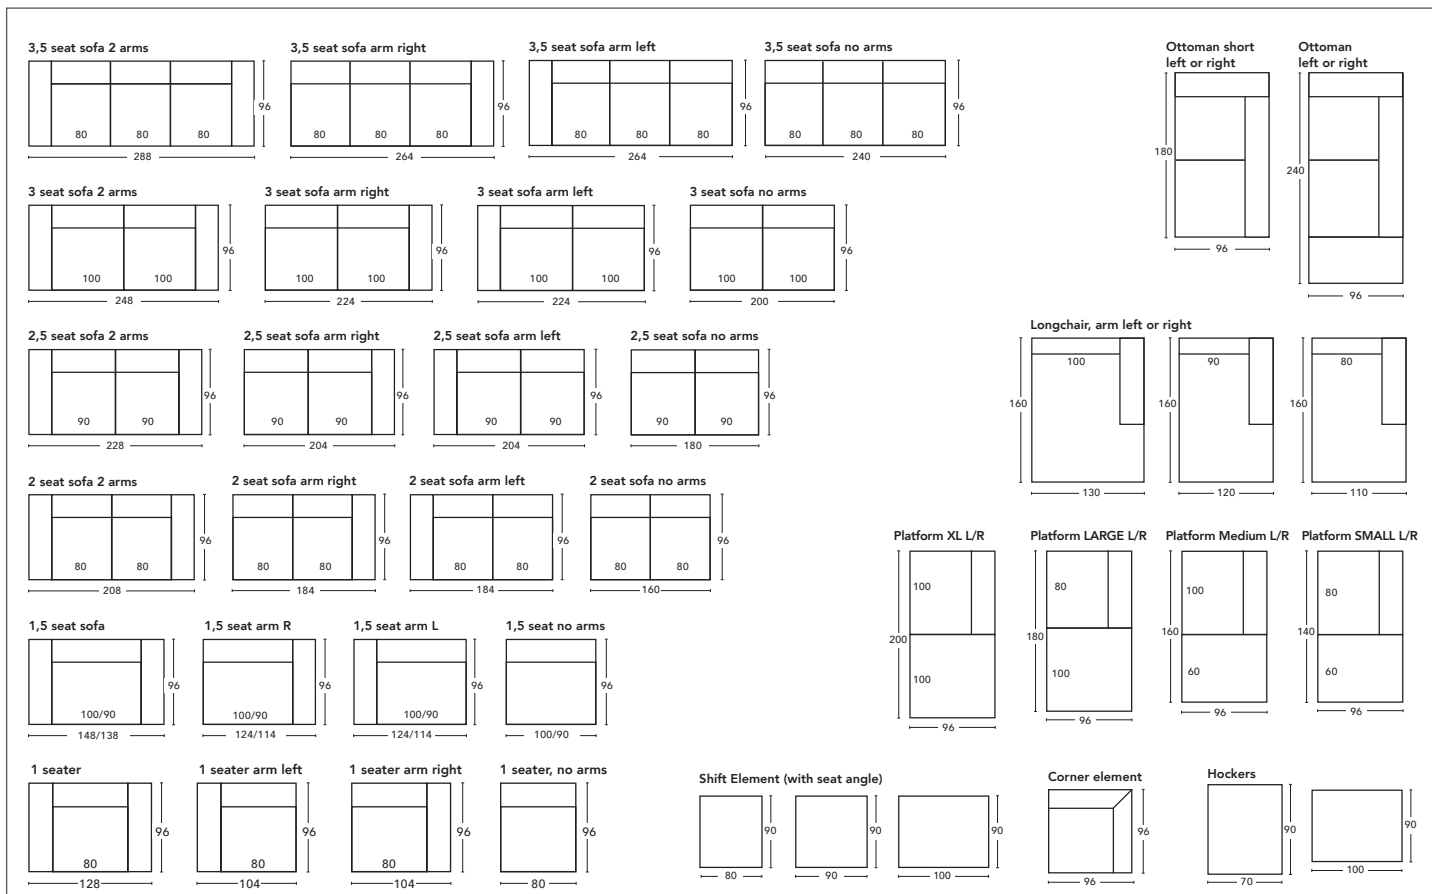 3,5 seat sofa 2 arms
80 80 80
96
288
3,5 seat sofa arm right
80 80 80
96
264
3,5 seat sofa arm left
80 80 80
96
264
3,5 seat sofa no arms
80 80 80
96
240
Ottoman short
left or right
180
96
Ottoman
left or right
240
96
3 seat sofa 2 arms
100 100
96
248
3 seat sofa arm right
100 100
96
224
3 seat sofa arm left
100 100
96
224
3 seat sofa no arms
100 100
96
200
2,5 seat sofa 2 arms
90 90
96
228
2,5 seat sofa arm right
90 90
96
204
2,5 seat sofa arm left
90 90
96
204
2,5 seat sofa no arms
90 90
96
180
Longchair, arm left or right
100
160
130
90
160
120
80
160
110
2 seat sofa 2 arms
80 80
96
208
2 seat sofa arm right
80 80
96
184
2 seat sofa arm left
80 80
96
184
2 seat sofa no arms
80 80
96
160
Platform XL L/R
100
200
100
96
Platform LARGE L/R
80
180
100
96
Platform Medium L/R
100
160
60
96
Platform SMALL L/R
80
140
60
96
1,5 seat sofa
100/90
96
148/138
1,5 seat arm R
100/90
96
124/114
1,5 seat arm L
100/90
96
124/114
1,5 seat no arms
96
100/90
1 seater
80
96
128
1 seater arm left
80
96
104
1 seater arm right
80
96
104
1 seater, no arms
96
80
Shift Element (with seat angle)
90
80
90
90
90
100
Corner element
96
96
Hockers
90
70
90
100